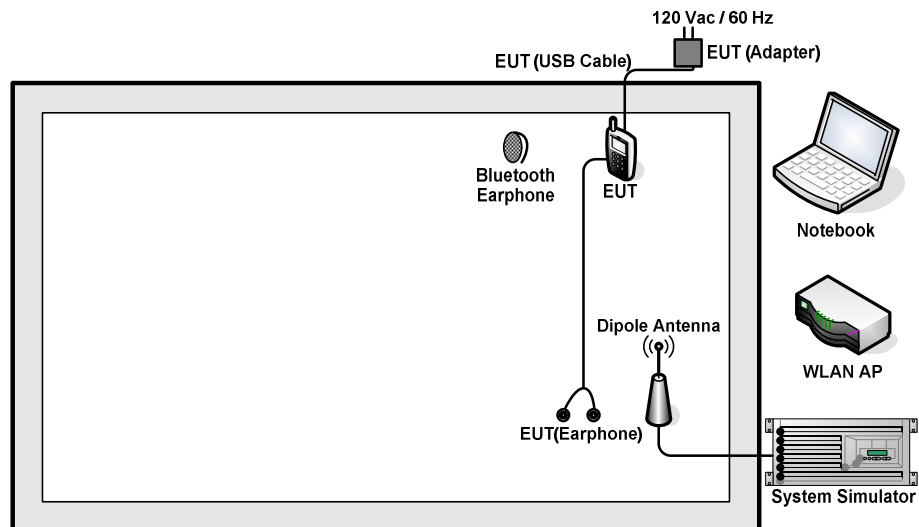 120 Vac / 60 Hz
EUT (Adapter)
EUT (USB Cable)
Bluetooth
Earphone
EUT
Notebook
Dipole Antenna
WLAN AP
EUT(Earphone)
System Simulator